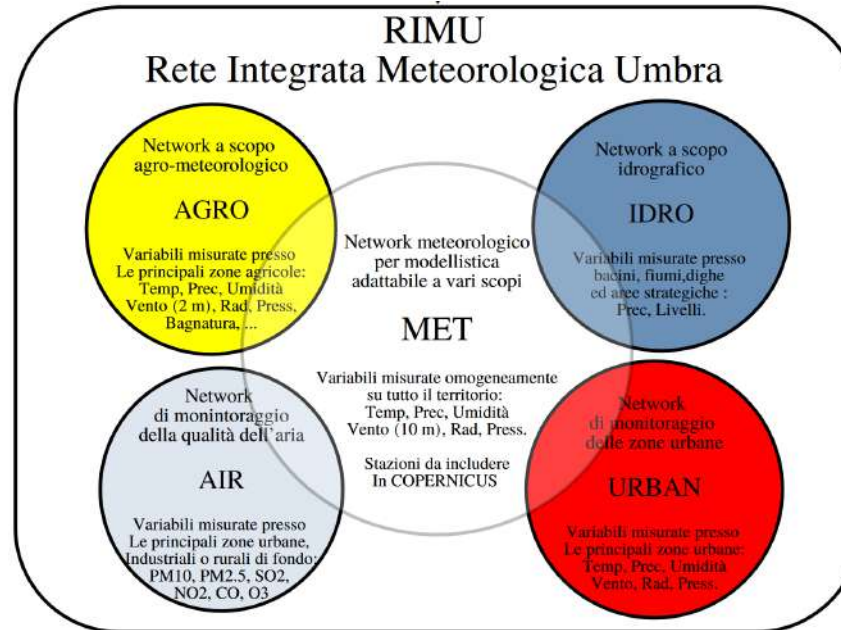 RIMU
Rete Integrata Meteorologica Umbra
Network a scopo
agro-meteorologico
AGRO
Variabili misurate presso
Le principali zone agricole:
Temp, Prec, Umidità
Vento (2 m), Rad, Press,
Bagnatura, ...
Network a scopo
idrografico
IDRO
Variabili misurate presso
bacini, fiumi,dighe
ed aree strategiche :
Prec, Livelli.
Network meteorologico
per modellistica
adattabile a vari scopi
MET
Variabili misurate omogeneamente
su tutto il territorio:
Temp, Prec, Umidità
Vento (10 m), Rad, Press.
Stazioni da includere
In COPERNICUS
Network
di monintoraggio
della qualità dell'aria
AIR
Variabili misurate presso
Le principali zone urbane,
Industriali o rurali di fondo:
PM10, PM2.5, SO2,
NO2, CO, O3
Network
di monitoraggio
delle zone urbane
URBAN
Variabili misurate presso
Le principali zone urbane:
Temp, Prec, Umidità
Vento, Rad, Press.